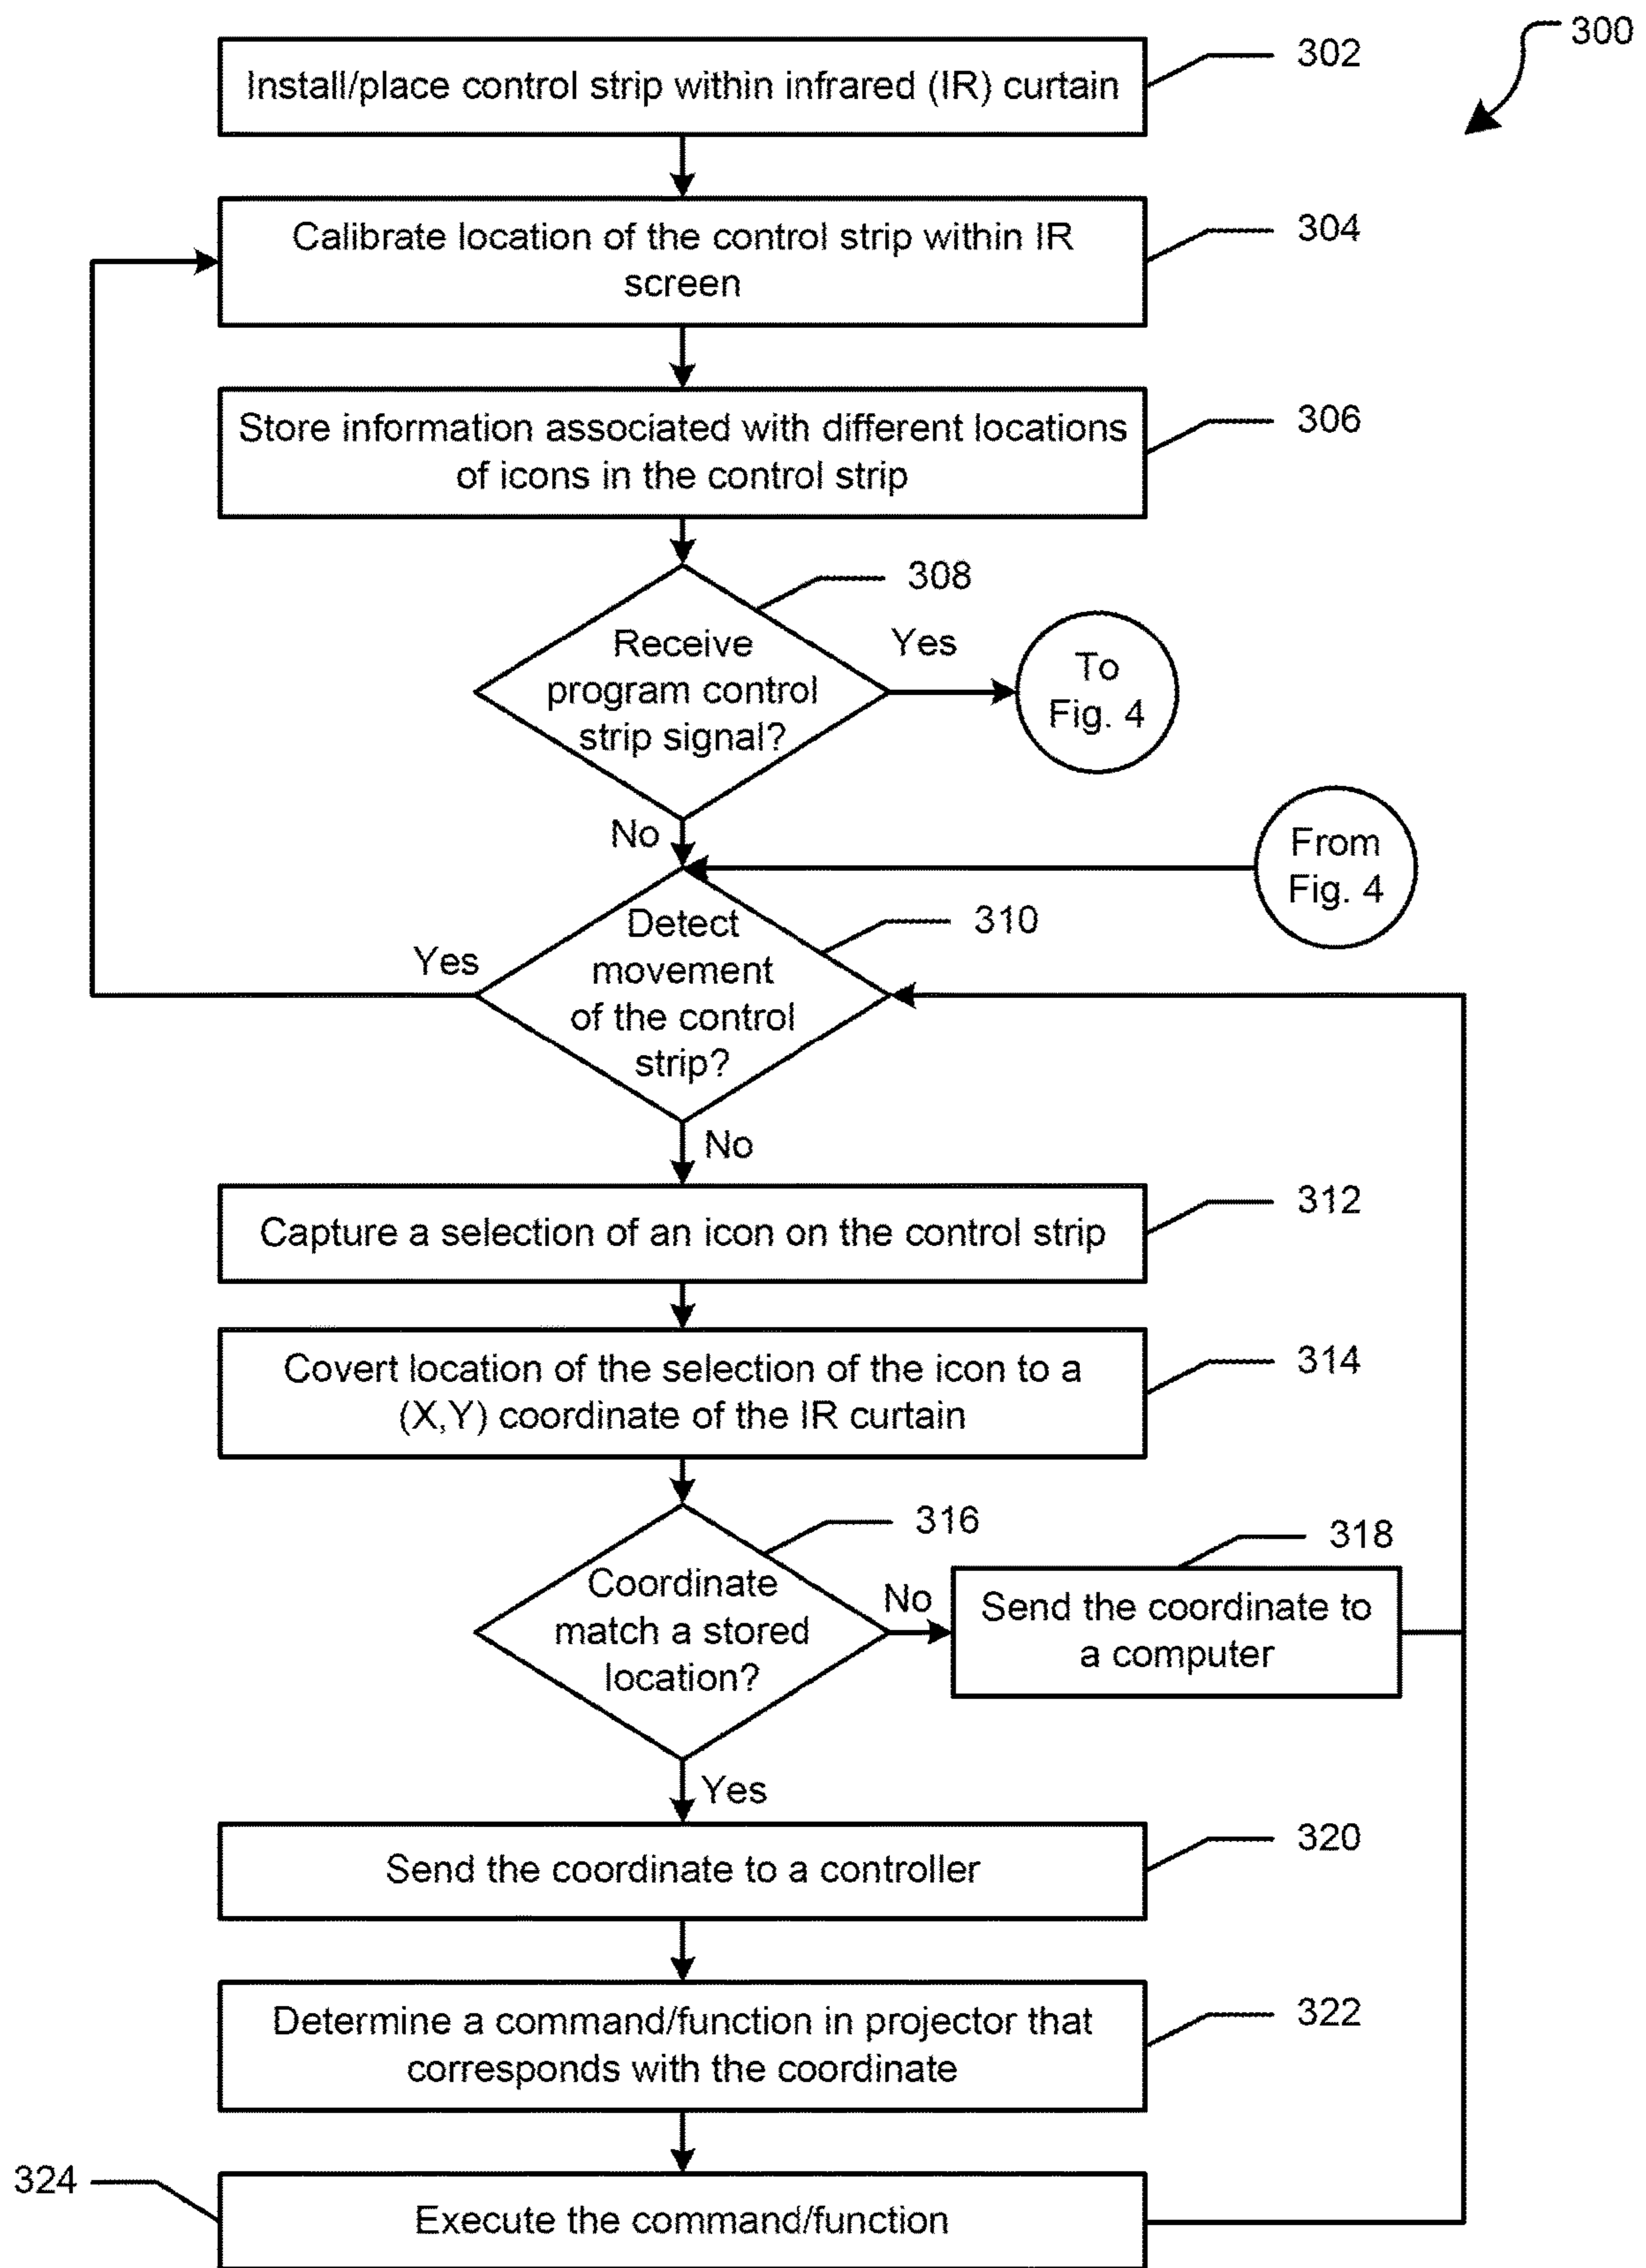 300
Install/place control strip within infrared (IR) curtain
302
Calibrate location of the control strip within IR
screen
304
Store information associated with different locations
of icons in the control strip
306
308
Receive
program control
strip signal?
Yes
To
Fig. 4
No
From
Fig. 4
Detect
movement
of the control
strip?
310
Yes
No
Capture a selection of an icon on the control strip
312
Covert location of the selection of the icon to a
(X,Y) coordinate of the IR curtain
314
316
Coordinate
match a stored
location?
No
318
Send the coordinate to
a computer
Yes
Send the coordinate to a controller
320
Determine a command/function in projector that
corresponds with the coordinate
322
324
Execute the command/function